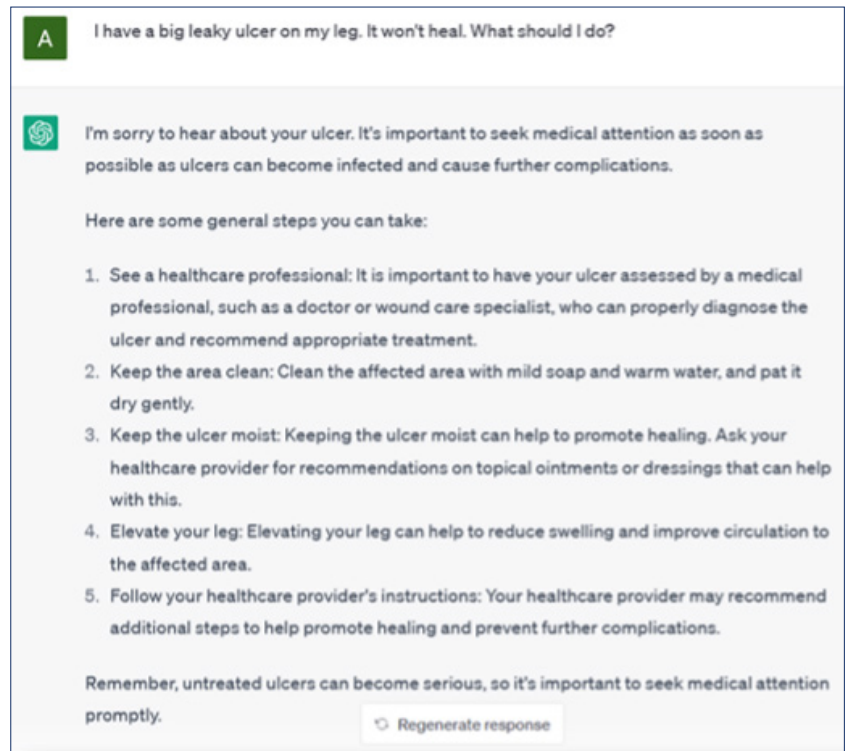 A
I have a big leaky ulcer on my leg. It won't heal. What should I do?
I'm sorry to hear about your ulcer. It's important to seek medical attention as soon as
possible as ulcers can become infected and cause further complications.
Here are some general steps you can take:
1. See a healthcare professional: It is important to have your ulcer assessed by a medical
professional, such as a doctor or wound care specialist, who can properly diagnose the
ulcer and recommend appropriate treatment.
2. Keep the area clean: Clean the affected area with mild soap and warm water, and pat it
dry gently.
3. Keep the ulcer moist: Keeping the ulcer moist can help to promote healing. Ask your
healthcare provider for recommendations on topical ointments or dressings that can help
with this.
4. Elevate your leg: Elevating your leg can help to reduce swelling and improve circulation to
the affected area.
5. Follow your healthcare provider's instructions: Your healthcare provider may recommend
additional steps to help promote healing and prevent further complications.
Remember, untreated ulcers can become serious, so it's important to seek medical attention
promptly.
Regenerate response